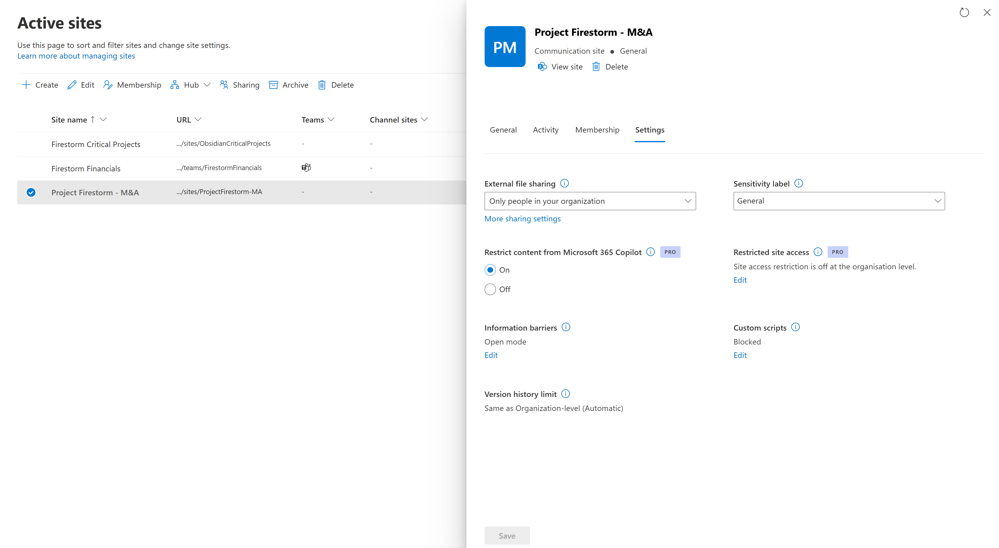 Active sites
Use this page to sort and filter sites and change site settings.
Learn more about managing sites
Create Edit Membership Hub Sharing Archive Delete
Site name ↑ URL Teams Channel sites
Firestorm Critical Projects .../sites/ObsidianCriticalProjects - -
Firestorm Financials .../teams/FirestormFinancials -
Project Firestorm - M&A .../sites/ProjectFirestorm-MA - -
PM
Project Firestorm - M&A
Communication site ● General
View site Delete
General Activity Membership Settings
External file sharing
Only people in your organization
More sharing settings
Sensitivity label
General
Restrict content from Microsoft 365 Copilot PRO
On
Off
Restricted site access PRO
Site access restriction is off at the organisation level.
Edit
Information barriers
Open mode
Edit
Custom scripts
Blocked
Edit
Version history limit
Same as Organization-level (Automatic)
Save